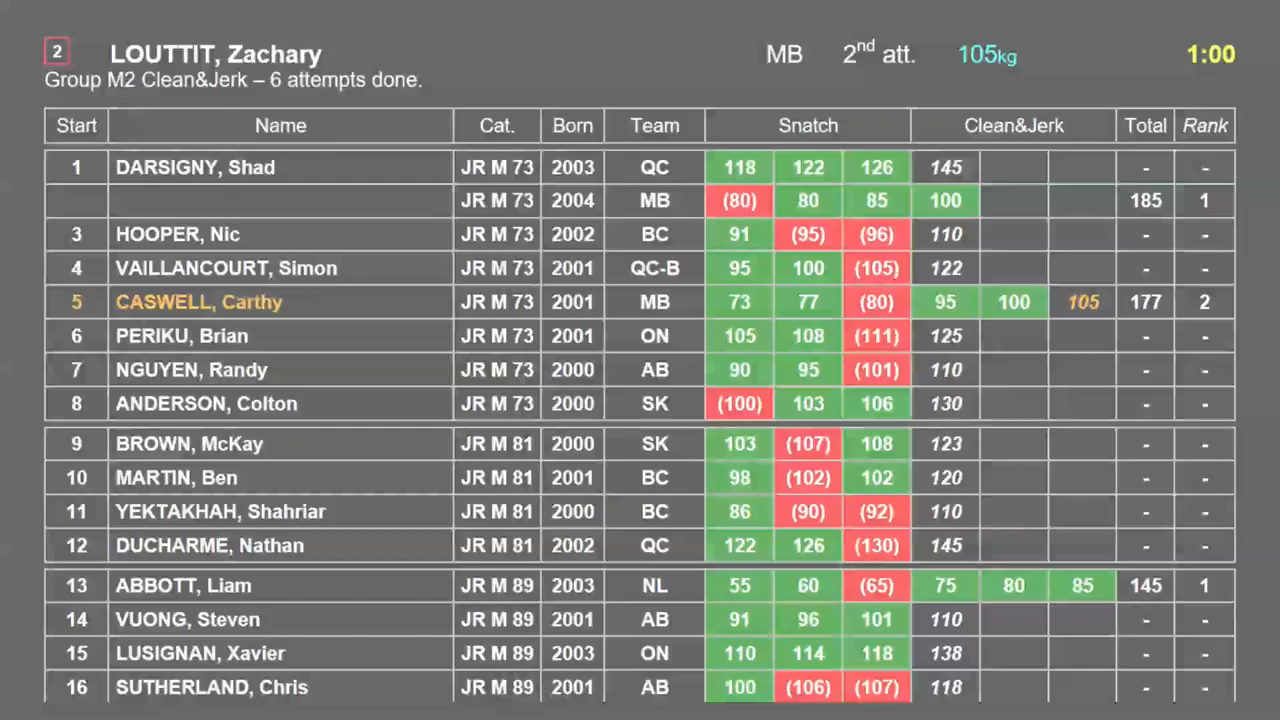 2 LOUTTIT, Zachary MB 2nd att. 105kg 1:00
Group M2 Clean&Jerk – 6 attempts done.
Start Name Cat. Born Team Snatch Clean&Jerk Total Rank
1 DARSIGNY, Shad JR M 73 2003 QC 118 122 126 145 - -
JR M 73 2004 MB (80) 80 85 100 185 1
3 HOOPER, Nic JR M 73 2002 BC 91 (95) (96) 110 - -
4 VAILLANCOURT, Simon JR M 73 2001 QC-B 95 100 (105) 122 - -
5 CASWELL, Carthy JR M 73 2001 MB 73 77 (80) 95 100 105 177 2
6 PERIKU, Brian JR M 73 2001 ON 105 108 (111) 125 - -
7 NGUYEN, Randy JR M 73 2000 AB 90 95 (101) 110 - -
8 ANDERSON, Colton JR M 73 2000 SK (100) 103 106 130 - -
9 BROWN, McKay JR M 81 2000 SK 103 (107) 108 123 - -
10 MARTIN, Ben JR M 81 2001 BC 98 (102) 102 120 - -
11 YEKTAKHAH, Shahriar JR M 81 2000 BC 86 (90) (92) 110 - -
12 DUCHARME, Nathan JR M 81 2002 QC 122 126 (130) 145 - -
13 ABBOTT, Liam JR M 89 2003 NL 55 60 (65) 75 80 85 145 1
14 VUONG, Steven JR M 89 2001 AB 91 96 101 110 - -
15 LUSIGNAN, Xavier JR M 89 2003 ON 110 114 118 138 - -
16 SUTHERLAND, Chris JR M 89 2001 AB 100 (106) (107) 118 - -